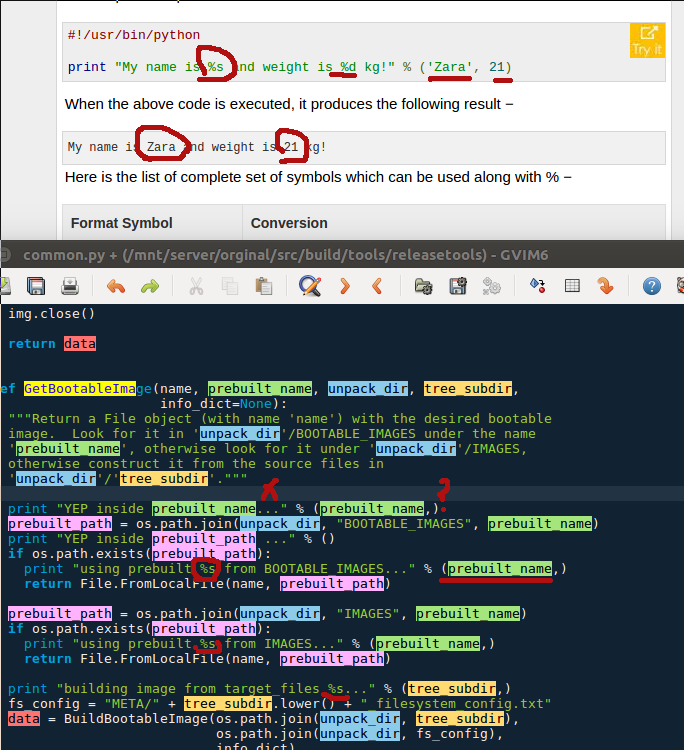 #!/usr/bin/python
Try it
print "My name is %s and weight is %d kg!" % ('Zara', 21)
When the above code is executed, it produces the following result −
My name is Zara and weight is 21 kg!
Here is the list of complete set of symbols which can be used along with % −
Format Symbol Conversion
common.py + (/mnt/server/orginal/src/build/tools/releasetools) - GVIM6
img.close()
return data
ef GetBootableImage(name, prebuilt_name, unpack_dir, tree_subdir,
info_dict=None):
"""Return a File object (with name 'name') with the desired bootable
image.  Look for it in 'unpack_dir'/BOOTABLE_IMAGES under the name
'prebuilt_name', otherwise look for it under 'unpack_dir'/IMAGES,
otherwise construct it from the source files in
'unpack_dir'/'tree_subdir'."""
x ?
print "YEP inside prebuilt_name..." % (prebuilt_name,)
prebuilt_path = os.path.join(unpack_dir, "BOOTABLE_IMAGES", prebuilt_name)
print "YEP inside prebuilt_path ..." % ()
if os.path.exists(prebuilt_path):
print "using prebuilt %s from BOOTABLE_IMAGES..." % (prebuilt_name,)
return File.FromLocalFile(name, prebuilt_path)
prebuilt_path = os.path.join(unpack_dir, "IMAGES", prebuilt_name)
if os.path.exists(prebuilt_path):
print "using prebuilt %s from IMAGES..." % (prebuilt_name,)
return File.FromLocalFile(name, prebuilt_path)
print "building image from target_files %s..." % (tree_subdir,)
fs_config = "META/" + tree_subdir.lower() + "_filesystem_config.txt"
data = BuildBootableImage(os.path.join(unpack_dir, tree_subdir),
os.path.join(unpack_dir, fs_config),
info_dict)